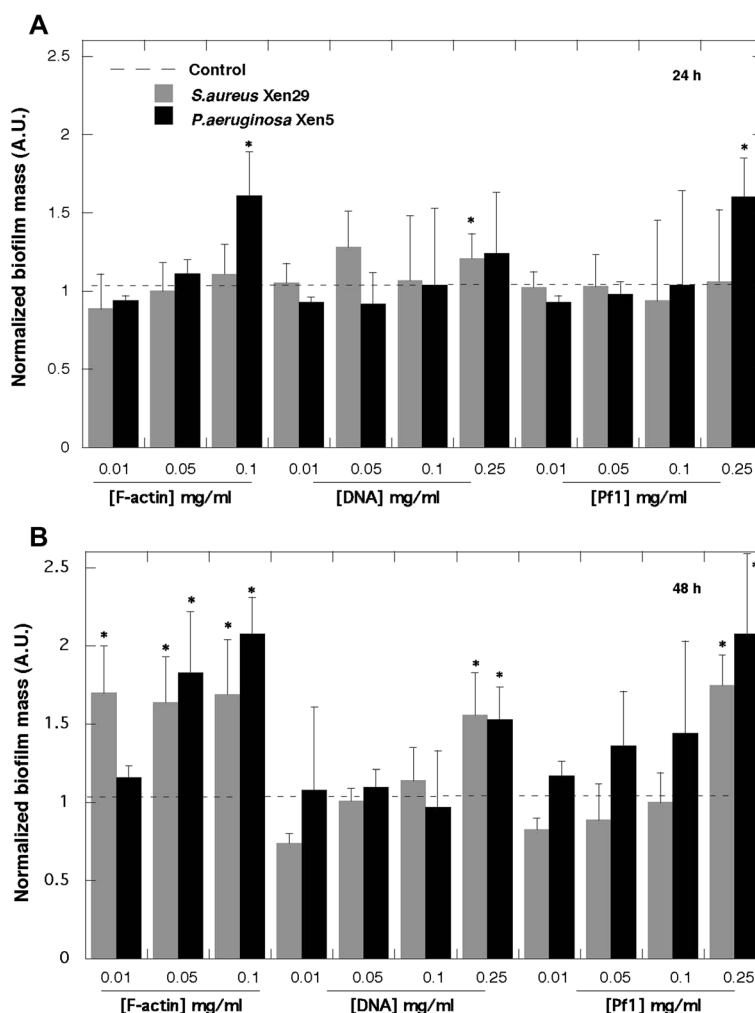 A
2.5
Control
24 h
S.aureus Xen29
P.aeruginosa Xen5
2
*
*
1.5
*
1
0.5
0
Normalized biofilm mass (A.U.)
0.01 0.05 0.1 0.01 0.05 0.1 0.25 0.01 0.05 0.1 0.25
[F-actin] mg/ml [DNA] mg/ml [Pf1] mg/ml
B
2.5
48 h
*
* * * * *
2
* * *
1.5
1
0.5
0
Normalized biofilm mass (A.U.)
0.01 0.05 0.1 0.01 0.05 0.1 0.25 0.01 0.05 0.1 0.25
[F-actin] mg/ml [DNA] mg/ml [Pf1] mg/ml